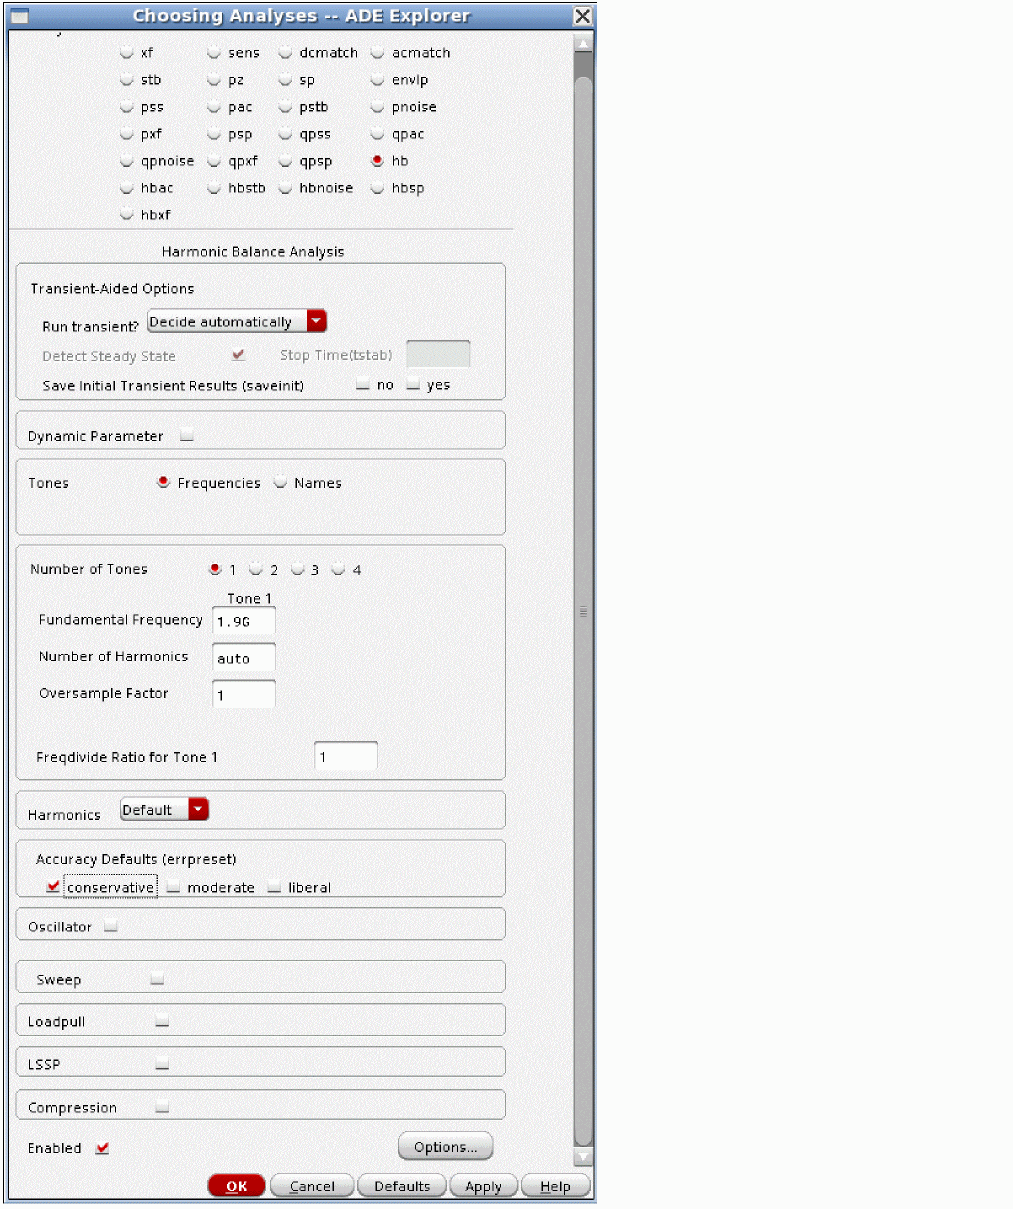 Choosing Analyses -- ADE Explorer
xf sens dcmatch acmatch
stb pz sp envlp
pss pac pstb pnoise
pxf psp qpss qpac
qpnoise qpxf qpsp hb
hbac hbstb hbnoise hbsp
hbxf
Harmonic Balance Analysis
Transient-Aided Options
Run transient? Decide automatically
Detect Steady State Stop Time(tstab)
Save Initial Transient Results (saveinit) no yes
Dynamic Parameter
Tones Frequencies Names
Number of Tones 1 2 3 4
Tone 1
Fundamental Frequency 1.9G
Number of Harmonics auto
Oversample Factor 1
Freqdivide Ratio for Tone 1 1
Harmonics Default
Accuracy Defaults (errpreset)
conservative moderate liberal
Oscillator
Sweep
Loadpull
LSSP
Compression
Enabled Options...
OK Cancel Defaults Apply Help